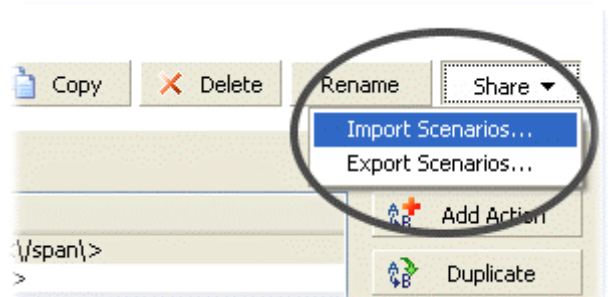 Copy Delete Rename Share
Import Scenarios...
Export Scenarios...
Add Action
\/span\>
>
Duplicate